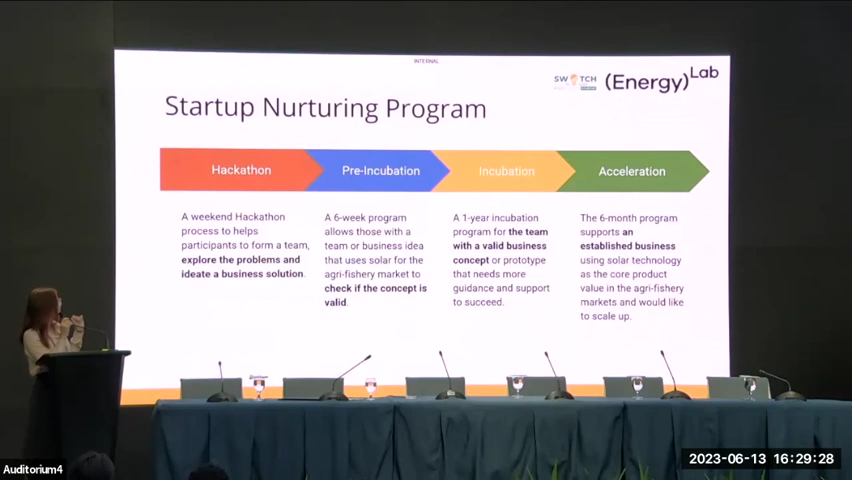 INTERNAL
SWITCH
(Energy)Lab
Startup Nurturing Program
Hackathon
Pre-Incubation
Incubation
Acceleration
A weekend Hackathon
process to helps
participants to form a team,
explore the problems and
ideate a business solution.
A 6-week program
allows those with a
team or business idea
that uses solar for the
agri-fishery market to
check if the concept is
valid.
A 1-year incubation
program for the team
with a valid business
concept or prototype
that needs more
guidance and support
to succeed.
The 6-month program
supports an
established business
using solar technology
as the core product
value in the agri-fishery
markets and would like
to scale up.
Auditorium4
2023-06-13 16:29:28